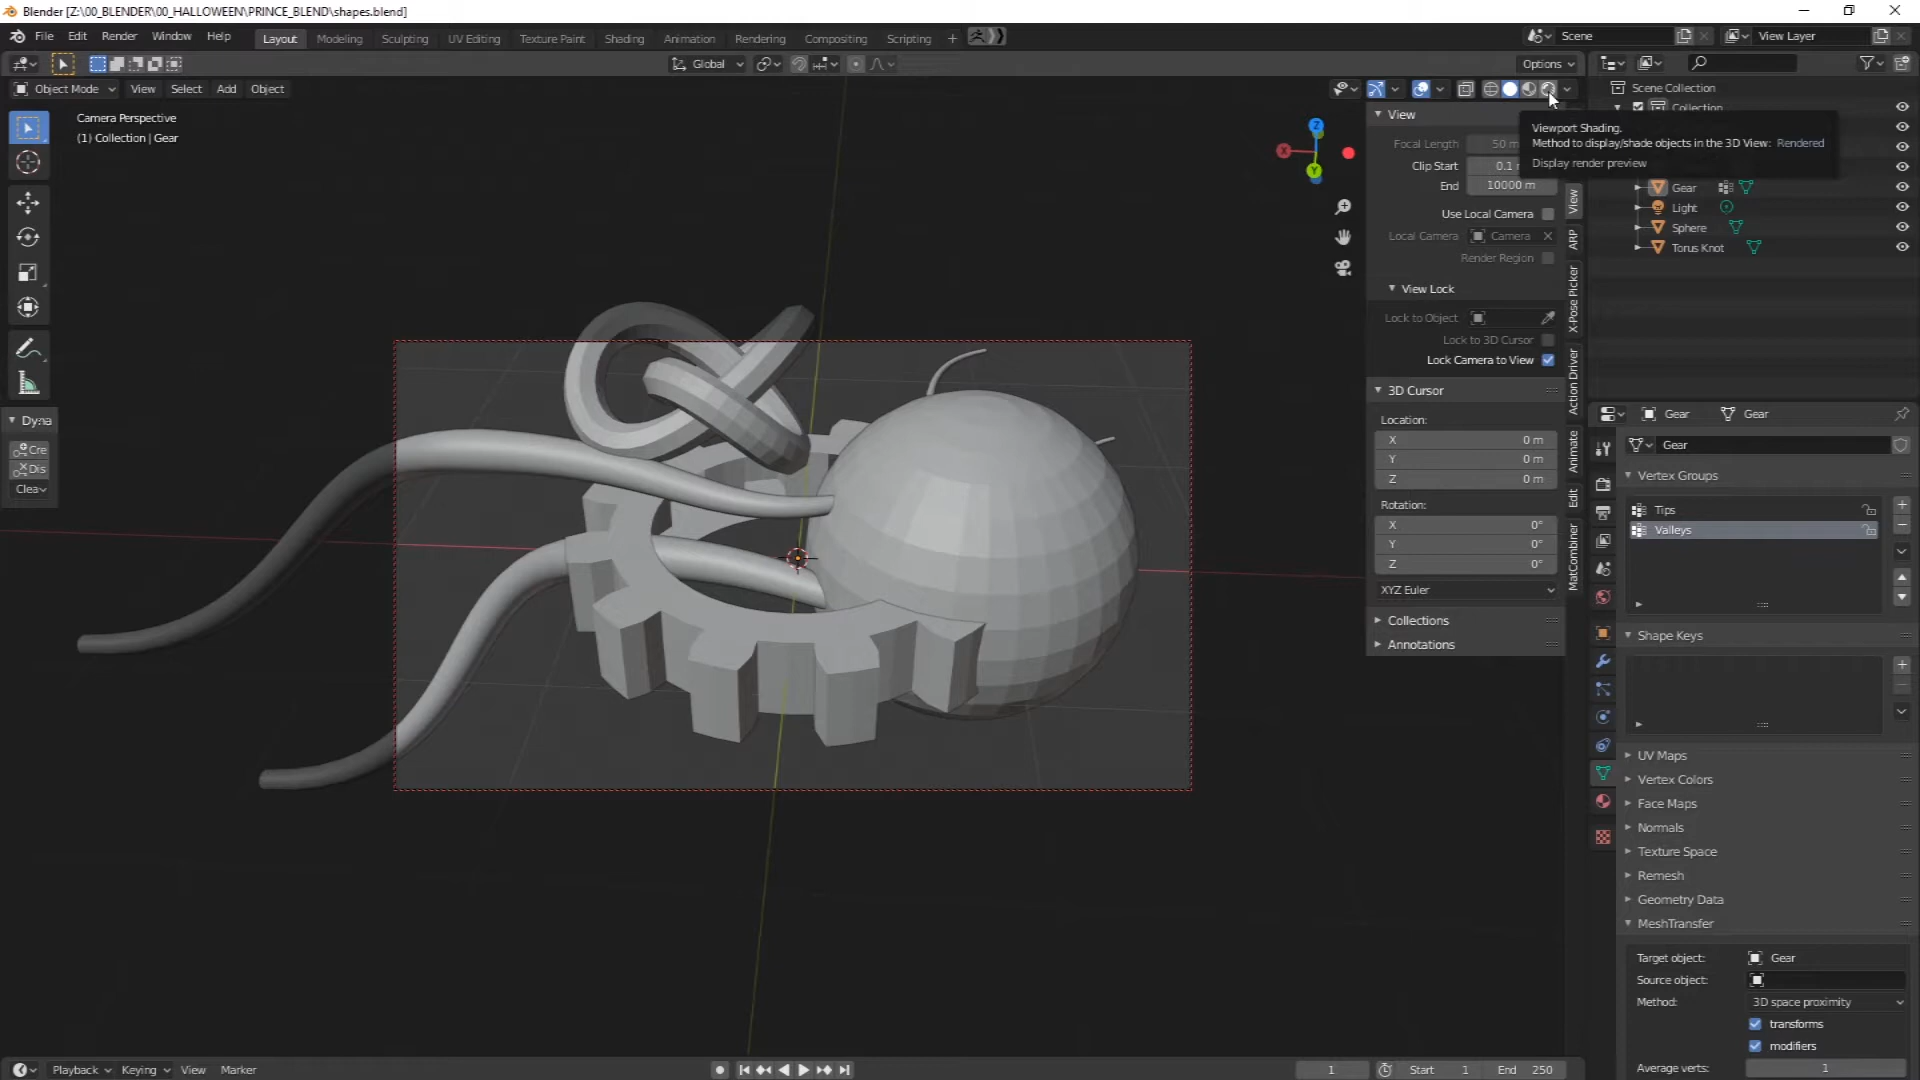 Blender [Z:\00_BLENDER\00_HALLOWEEN\PRINCE_BLEND\shapes.blend]
File Edit Render Window Help
Layout Modeling Sculpting UV Editing Texture Paint Shading Animation Rendering Compositing Scripting +
Scene
View Layer
Global
Options
Object Mode View Select Add Object
Camera Perspective
(1) Collection | Gear
Dyna
Cre
Dis
Clea
Z
X
Y
View
Focal Length 50 m
Clip Start 0.1
End 10000 m
Use Local Camera
Local Camera Camera
Render Region
View Lock
Lock to Object
Lock to 3D Cursor
Lock Camera to View
3D Cursor
Location:
X 0 m
Y 0 m
Z 0 m
Rotation:
X 0°
Y 0°
Z 0°
XYZ Euler
Collections
Annotations
View
ARP
X-Pose Picker
Action Driver
Animate
Edit
MatCombiner
Viewport Shading.
Method to display/shade objects in the 3D View: Rendered
Display render preview
Scene Collection
Collection
Gear
Light
Sphere
Torus Knot
Gear Gear
Gear
Vertex Groups
Tips
Valleys
Shape Keys
UV Maps
Vertex Colors
Face Maps
Normals
Texture Space
Remesh
Geometry Data
MeshTransfer
Target object: Gear
Source object:
Method: 3D space proximity
transforms
modifiers
Average verts: 1
Playback Keying View Marker
1 Start 1 End 250